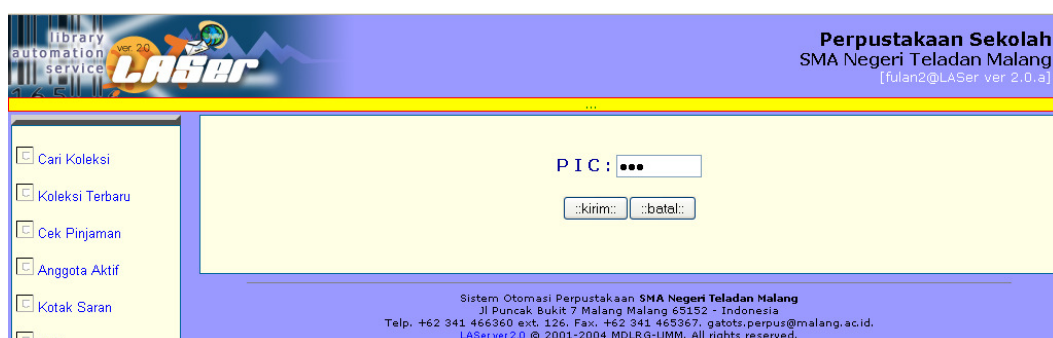 library
automation
service
ver. 2.0
LASer
Perpustakaan Sekolah
SMA Negeri Teladan Malang
[fulan2@LASer ver 2.0.a]
...
Cari Koleksi
Koleksi Terbaru
Cek Pinjaman
Anggota Aktif
Kotak Saran
PIC: •••
::kirim:: ::batal::
Sistem Otomasi Perpustakaan SMA Negeri Teladan Malang
Jl Puncak Bukit 7 Malang Malang 65152 - Indonesia
Telp. +62 341 466360 ext. 126. Fax. +62 341 465367. gatots.perpus@malang.ac.id.
LASer ver 2.0 © 2001-2004 MDLRG-UMM. All rights reserved.